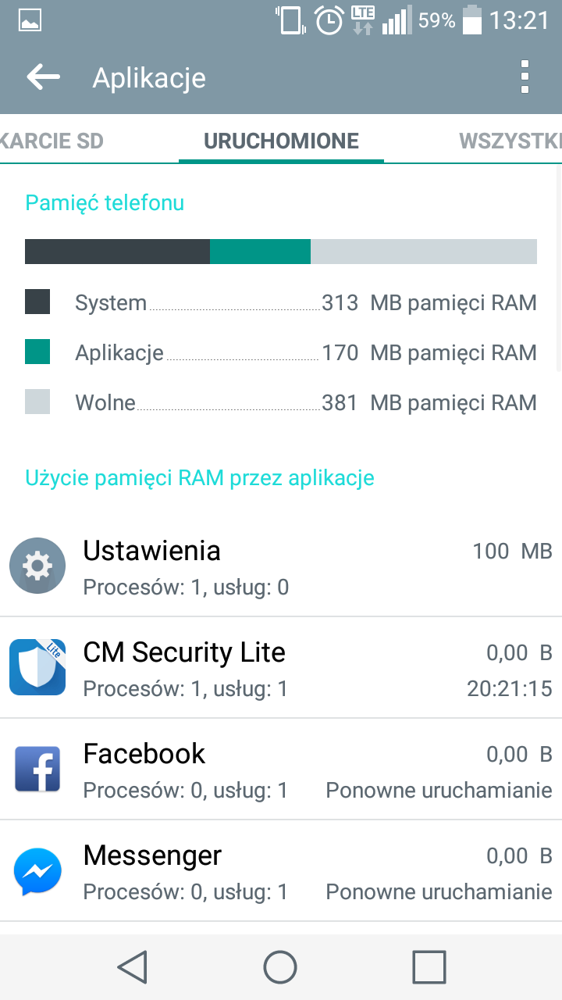 LTE 59% 13:21
Aplikacje
KARCIE SD URUCHOMIONE WSZYSTKI
Pamięć telefonu
System 313 MB pamięci RAM
Aplikacje 170 MB pamięci RAM
Wolne 381 MB pamięci RAM
Użycie pamięci RAM przez aplikacje
Ustawienia 100 MB
Procesów: 1, usług: 0
Lite
CM Security Lite 0,00 B
Procesów: 1, usług: 1 20:21:15
Facebook 0,00 B
Procesów: 0, usług: 1 Ponowne uruchamianie
Messenger 0,00 B
Procesów: 0, usług: 1 Ponowne uruchamianie